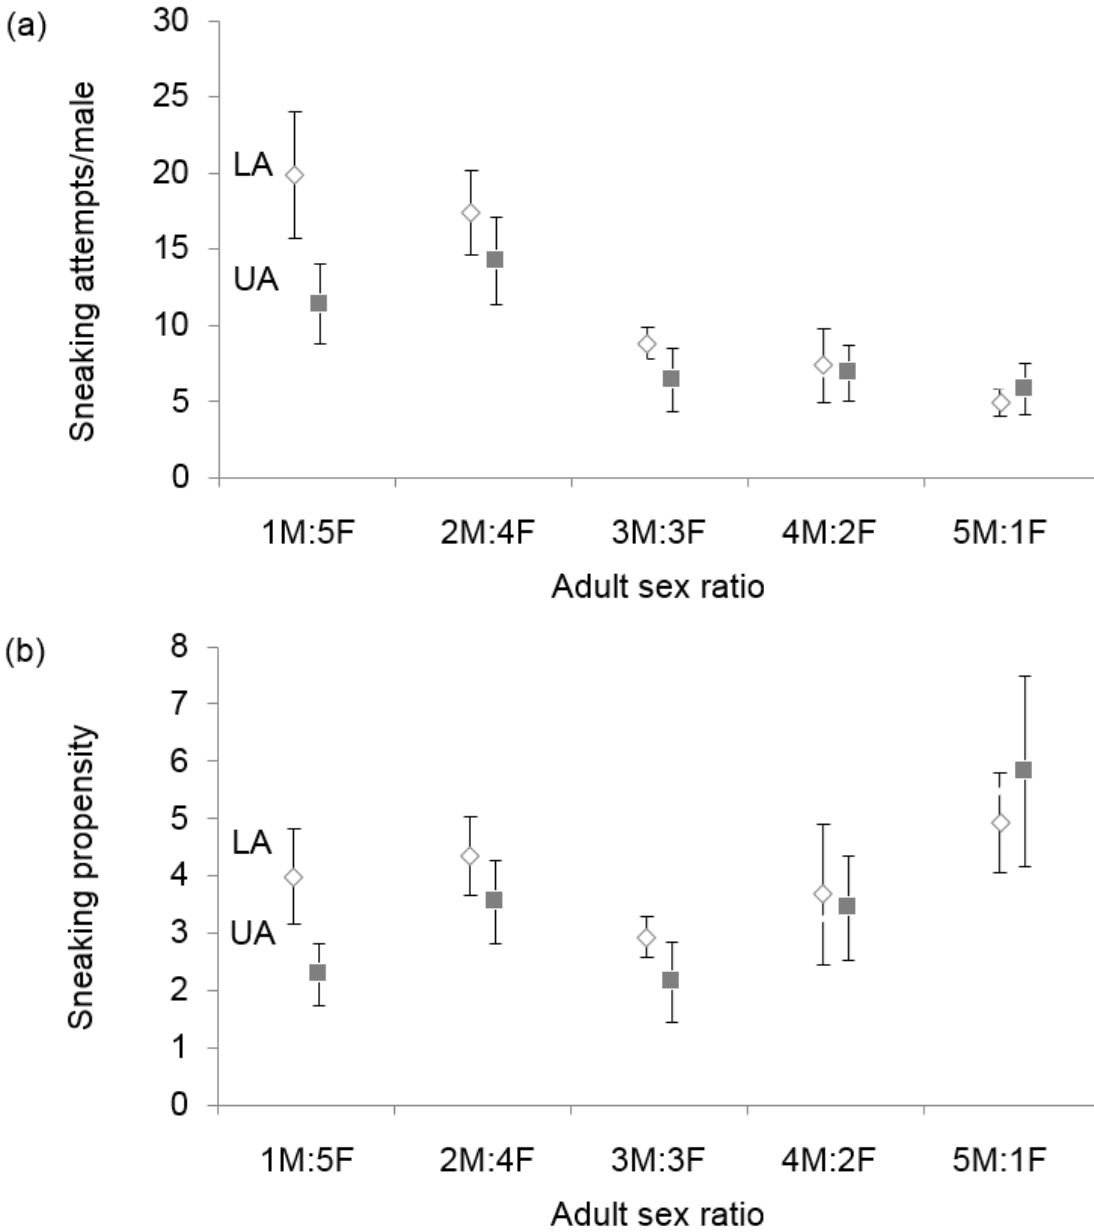 (a)
Sneaking attempts/male
30
25
20
15
10
5
0
LA
UA
1M:5F 2M:4F 3M:3F 4M:2F 5M:1F
Adult sex ratio
(b)
Sneaking propensity
8
7
6
5
4
3
2
1
0
LA
UA
1M:5F 2M:4F 3M:3F 4M:2F 5M:1F
Adult sex ratio